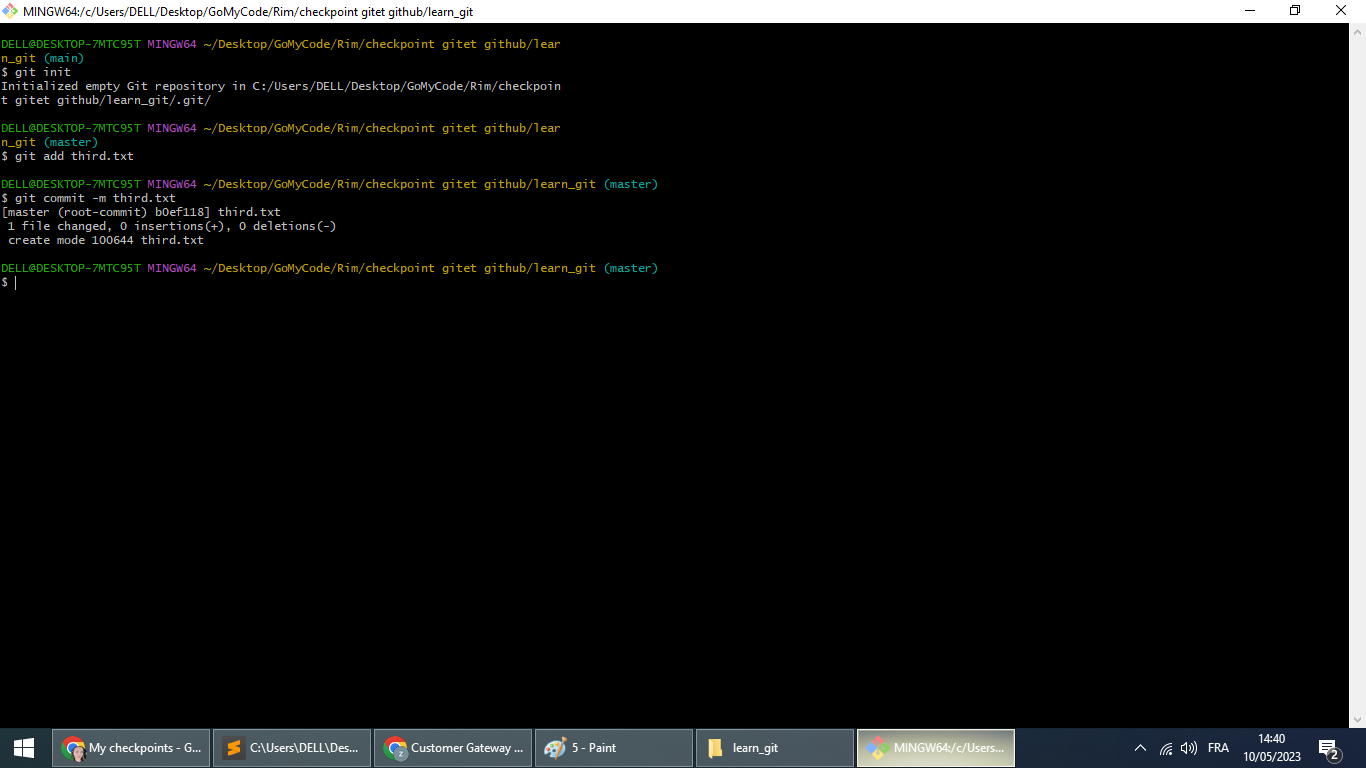 MINGW64:/c/Users/DELL/Desktop/GoMyCode/Rim/checkpoint gitet github/learn_git
DELL@DESKTOP-7MTC95T MINGW64 ~/Desktop/GoMyCode/Rim/checkpoint gitet github/lear
n_git (main)
$ git init
Initialized empty Git repository in C:/Users/DELL/Desktop/GoMyCode/Rim/checkpoin
t gitet github/learn_git/.git/
DELL@DESKTOP-7MTC95T MINGW64 ~/Desktop/GoMyCode/Rim/checkpoint gitet github/lear
n_git (master)
$ git add third.txt
DELL@DESKTOP-7MTC95T MINGW64 ~/Desktop/GoMyCode/Rim/checkpoint gitet github/learn_git (master)
$ git commit -m third.txt
[master (root-commit) b0ef118] third.txt
1 file changed, 0 insertions(+), 0 deletions(-)
create mode 100644 third.txt
DELL@DESKTOP-7MTC95T MINGW64 ~/Desktop/GoMyCode/Rim/checkpoint gitet github/learn_git (master)
$
My checkpoints - G...
C:\Users\DELL\Des...
z
Customer Gateway ...
5 - Paint
learn_git
MINGW64:/c/Users...
FRA
14:40
10/05/2023
2